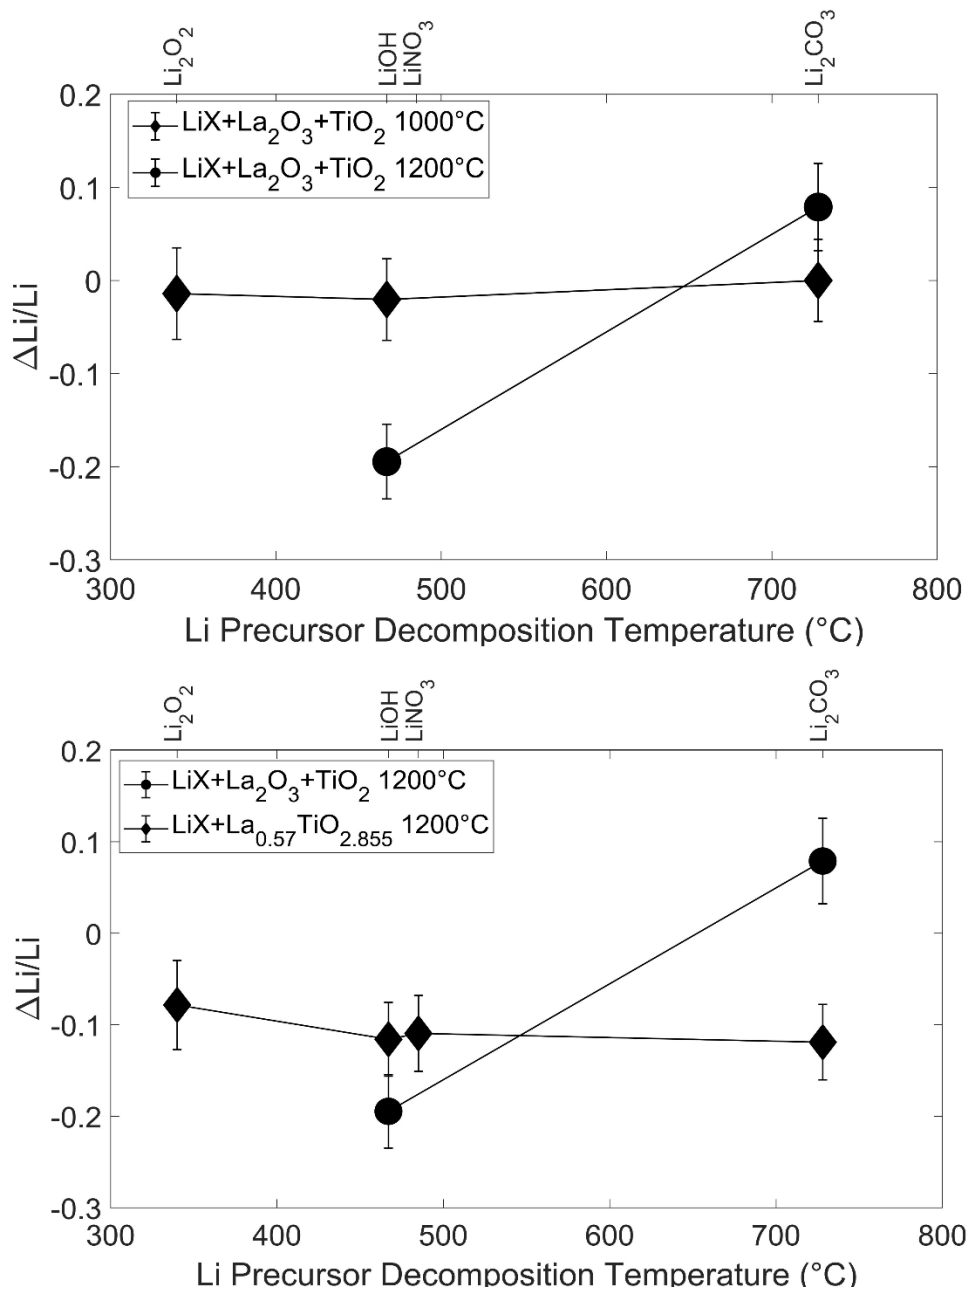 Li₂O₂
LiOH
LiNO₃
Li₂CO₃
0.2
0.1
0
-0.1
-0.2
-0.3
ΔLi/Li
LiX+La₂O₃+TiO₂ 1000°C
LiX+La₂O₃+TiO₂ 1200°C
300 400 500 600 700 800
Li Precursor Decomposition Temperature (°C)
Li₂O₂
LiOH
LiNO₃
Li₂CO₃
0.2
0.1
0
-0.1
-0.2
-0.3
ΔLi/Li
LiX+La₂O₃+TiO₂ 1200°C
LiX+La₀.₅₇TiO₂.₈₅₅ 1200°C
300 400 500 600 700 800
Li Precursor Decomposition Temperature (°C)